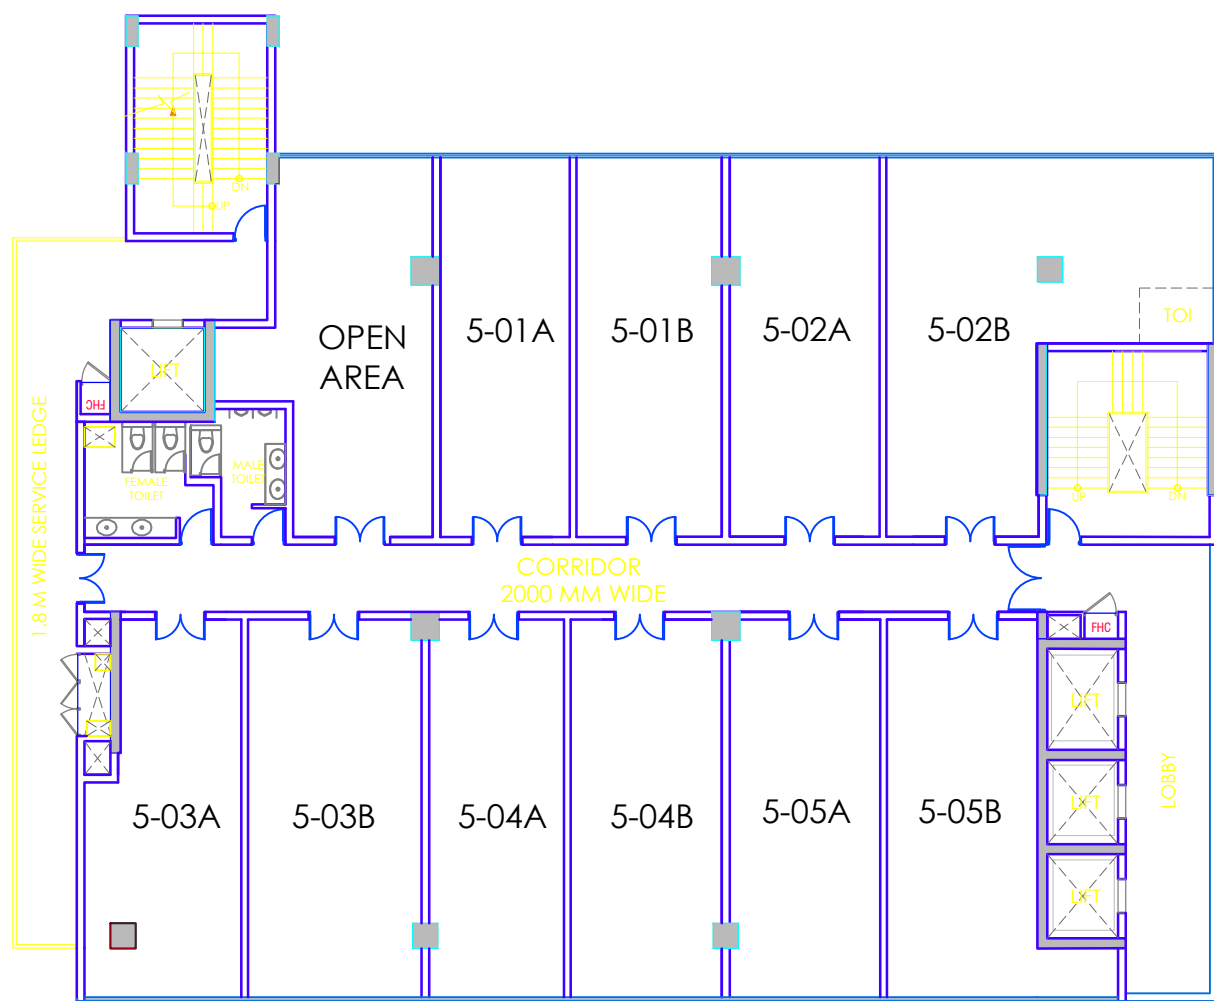 DN
UP
OPEN
AREA
5-01A
5-01B
5-02A
5-02B
TOI
LIFT
FHC
1.8 M WIDE SERVICE LEDGE
MALE
TOILET
FEMALE
TOILET
UP
DN
CORRIDOR
2000 MM WIDE
FHC
LIFT
LIFT
LIFT
LOBBY
5-03A
5-03B
5-04A
5-04B
5-05A
5-05B